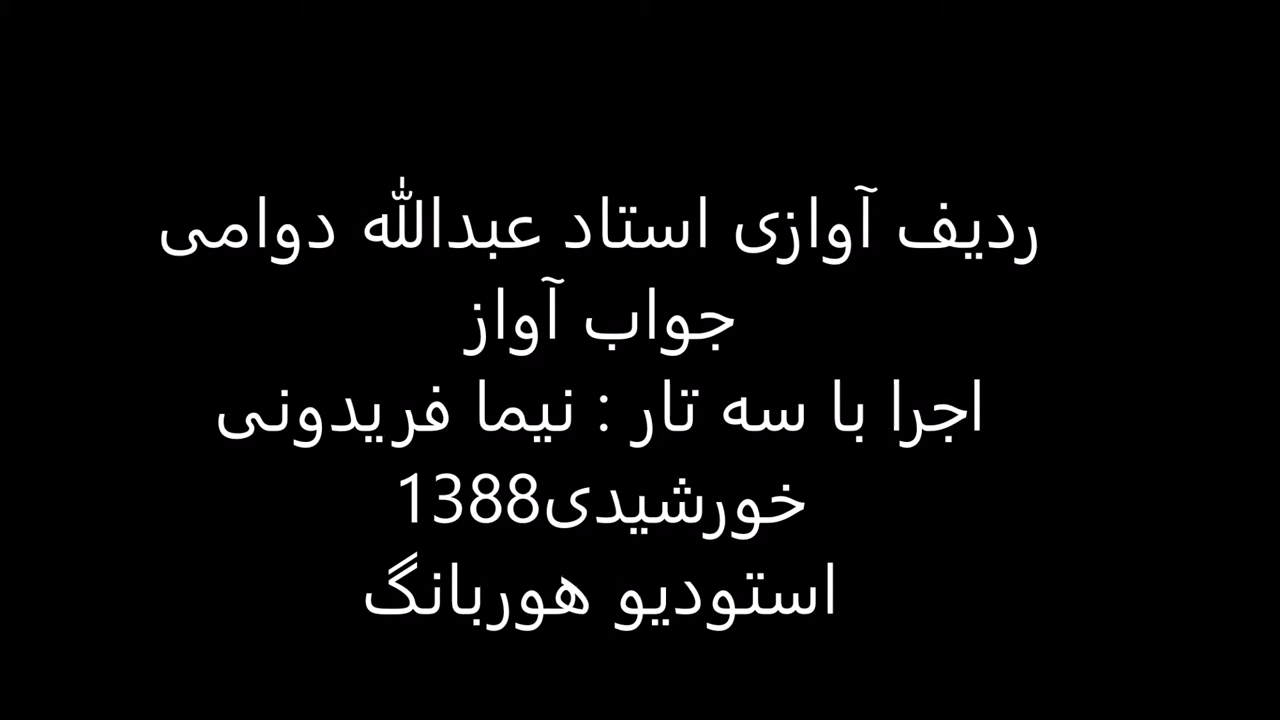 ردیف آوازی استاد عبدالله دوامی
جواب آواز
اجرا با سه تار : نیما فریدونی
خورشیدی1388
استودیو هوربانگ